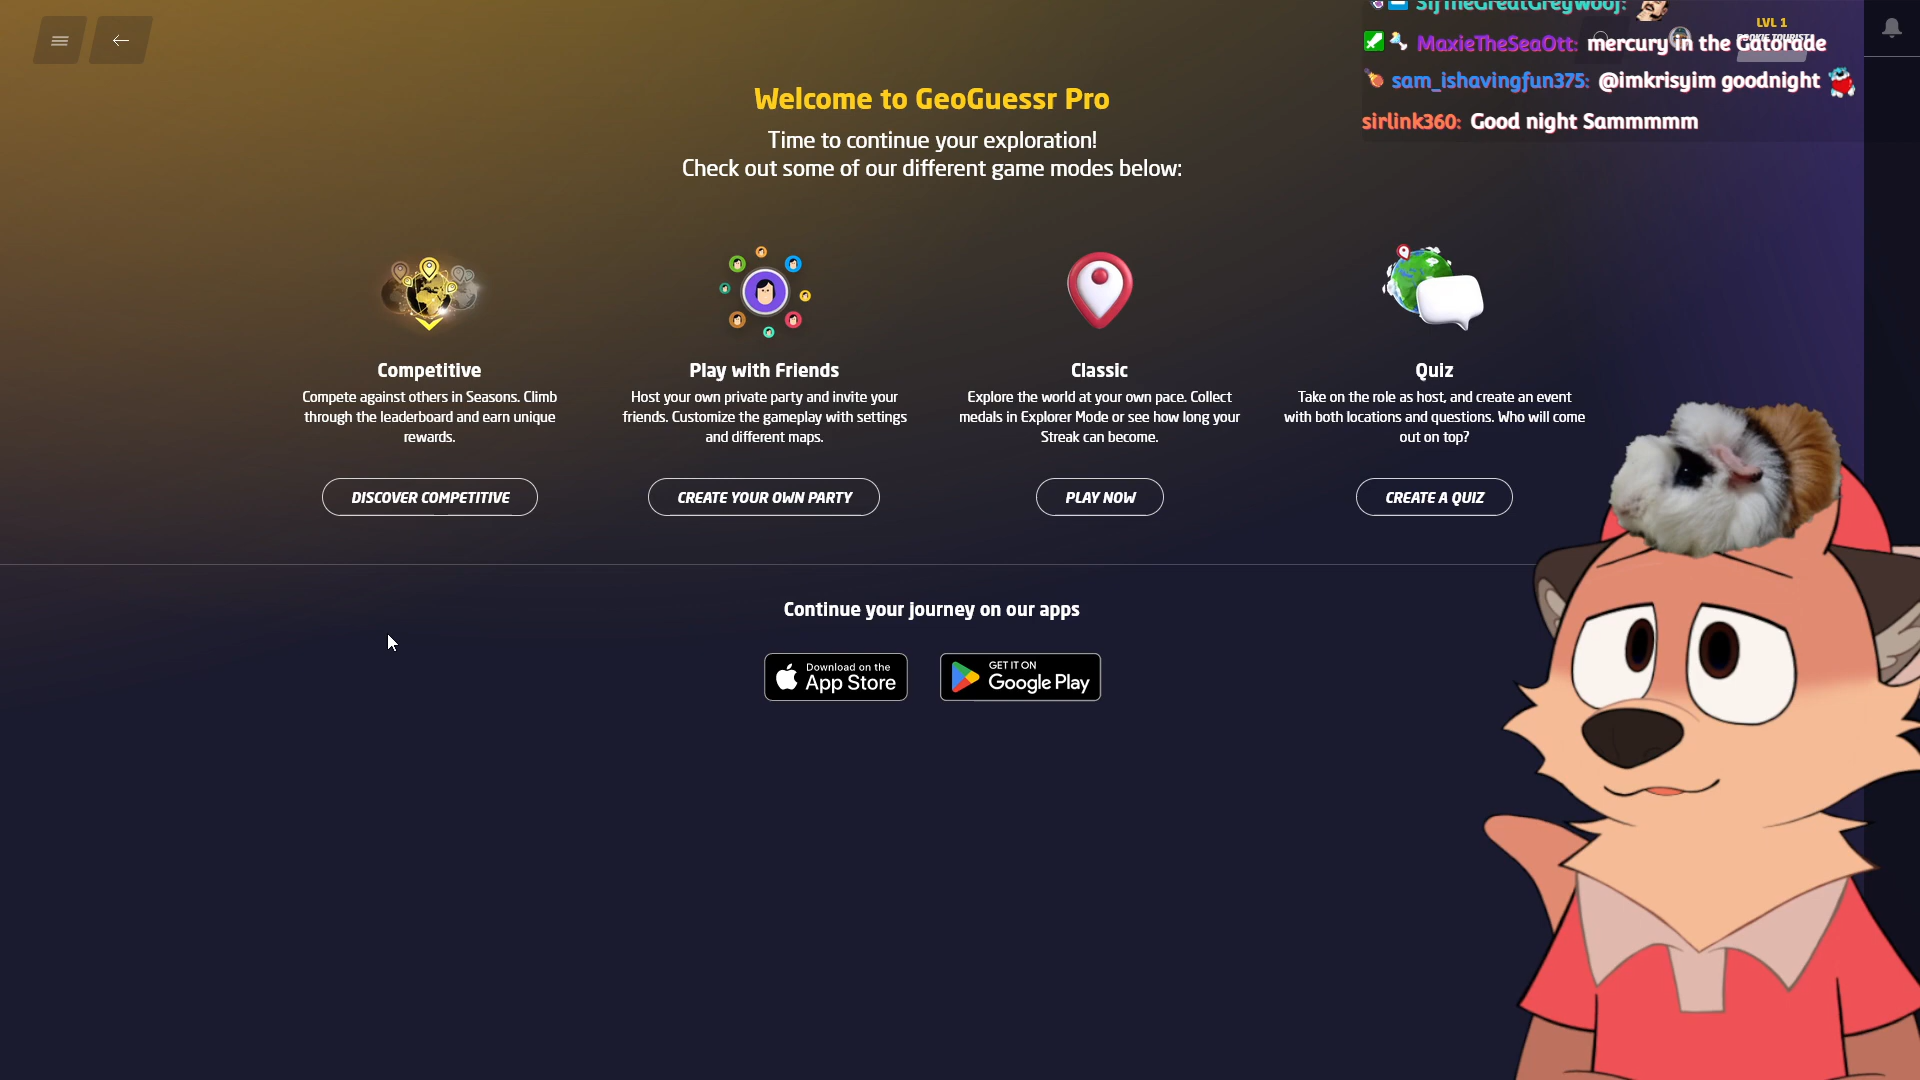 SifTheGreatGreyWoof:
LVL 1
MaxieTheSeaOtt: mercury in the Gatorade
sam_ishavingfun375: @imkrisyim goodnight
sirlink360: Good night Sammmmm
Welcome to GeoGuessr Pro
Time to continue your exploration!
Check out some of our different game modes below:
Competitive
Compete against others in Seasons. Climb
through the leaderboard and earn unique
rewards.
DISCOVER COMPETITIVE
Play with Friends
Host your own private party and invite your
friends. Customize the gameplay with settings
and different maps.
CREATE YOUR OWN PARTY
Classic
Explore the world at your own pace. Collect
medals in Explorer Mode or see how long your
Streak can become.
PLAY NOW
Quiz
Take on the role as host, and create an event
with both locations and questions. Who will come
out on top?
CREATE A QUIZ
Continue your journey on our apps
Download on the
App Store
GET IT ON
Google Play